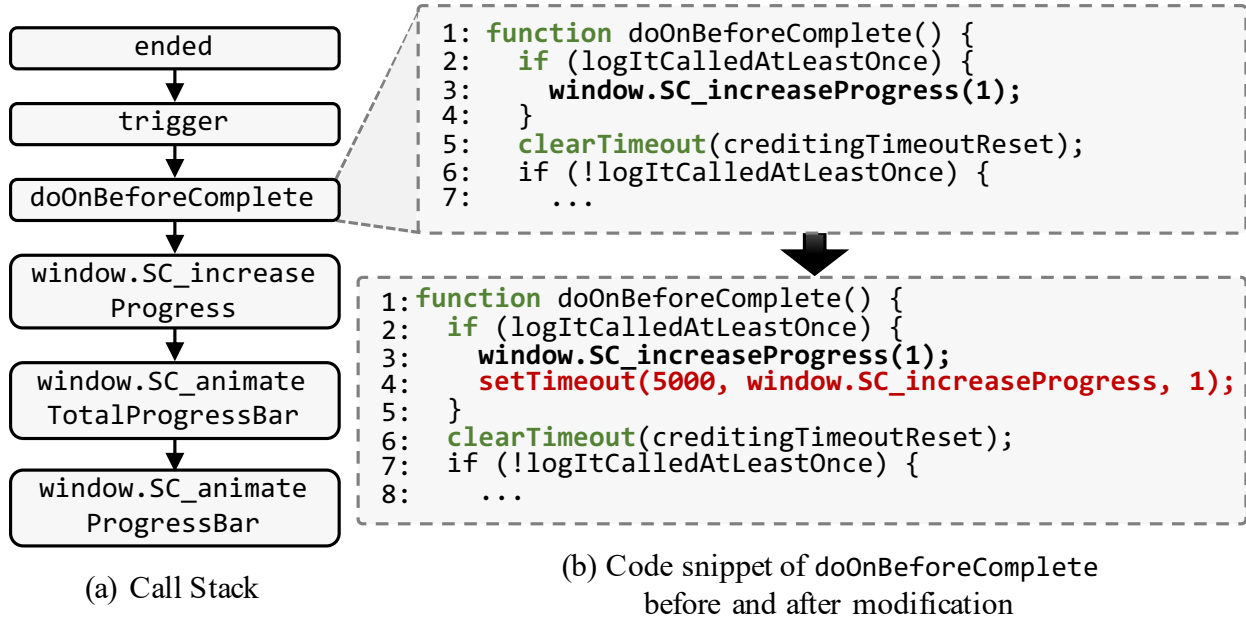 ended
trigger
doOnBeforeComplete
window.SC_increase
Progress
window.SC_animate
TotalProgressBar
window.SC_animate
ProgressBar
(a) Call Stack
1: function doOnBeforeComplete() {
2: if (logItCalledAtLeastOnce) {
3: window.SC_increaseProgress(1);
4: }
5: clearTimeout(creditingTimeoutReset);
6: if (!logItCalledAtLeastOnce) {
7: ...
1: function doOnBeforeComplete() {
2: if (logItCalledAtLeastOnce) {
3: window.SC_increaseProgress(1);
4: setTimeout(5000, window.SC_increaseProgress, 1);
5: }
6: clearTimeout(creditingTimeoutReset);
7: if (!logItCalledAtLeastOnce) {
8: ...
(b) Code snippet of doOnBeforeComplete
before and after modification